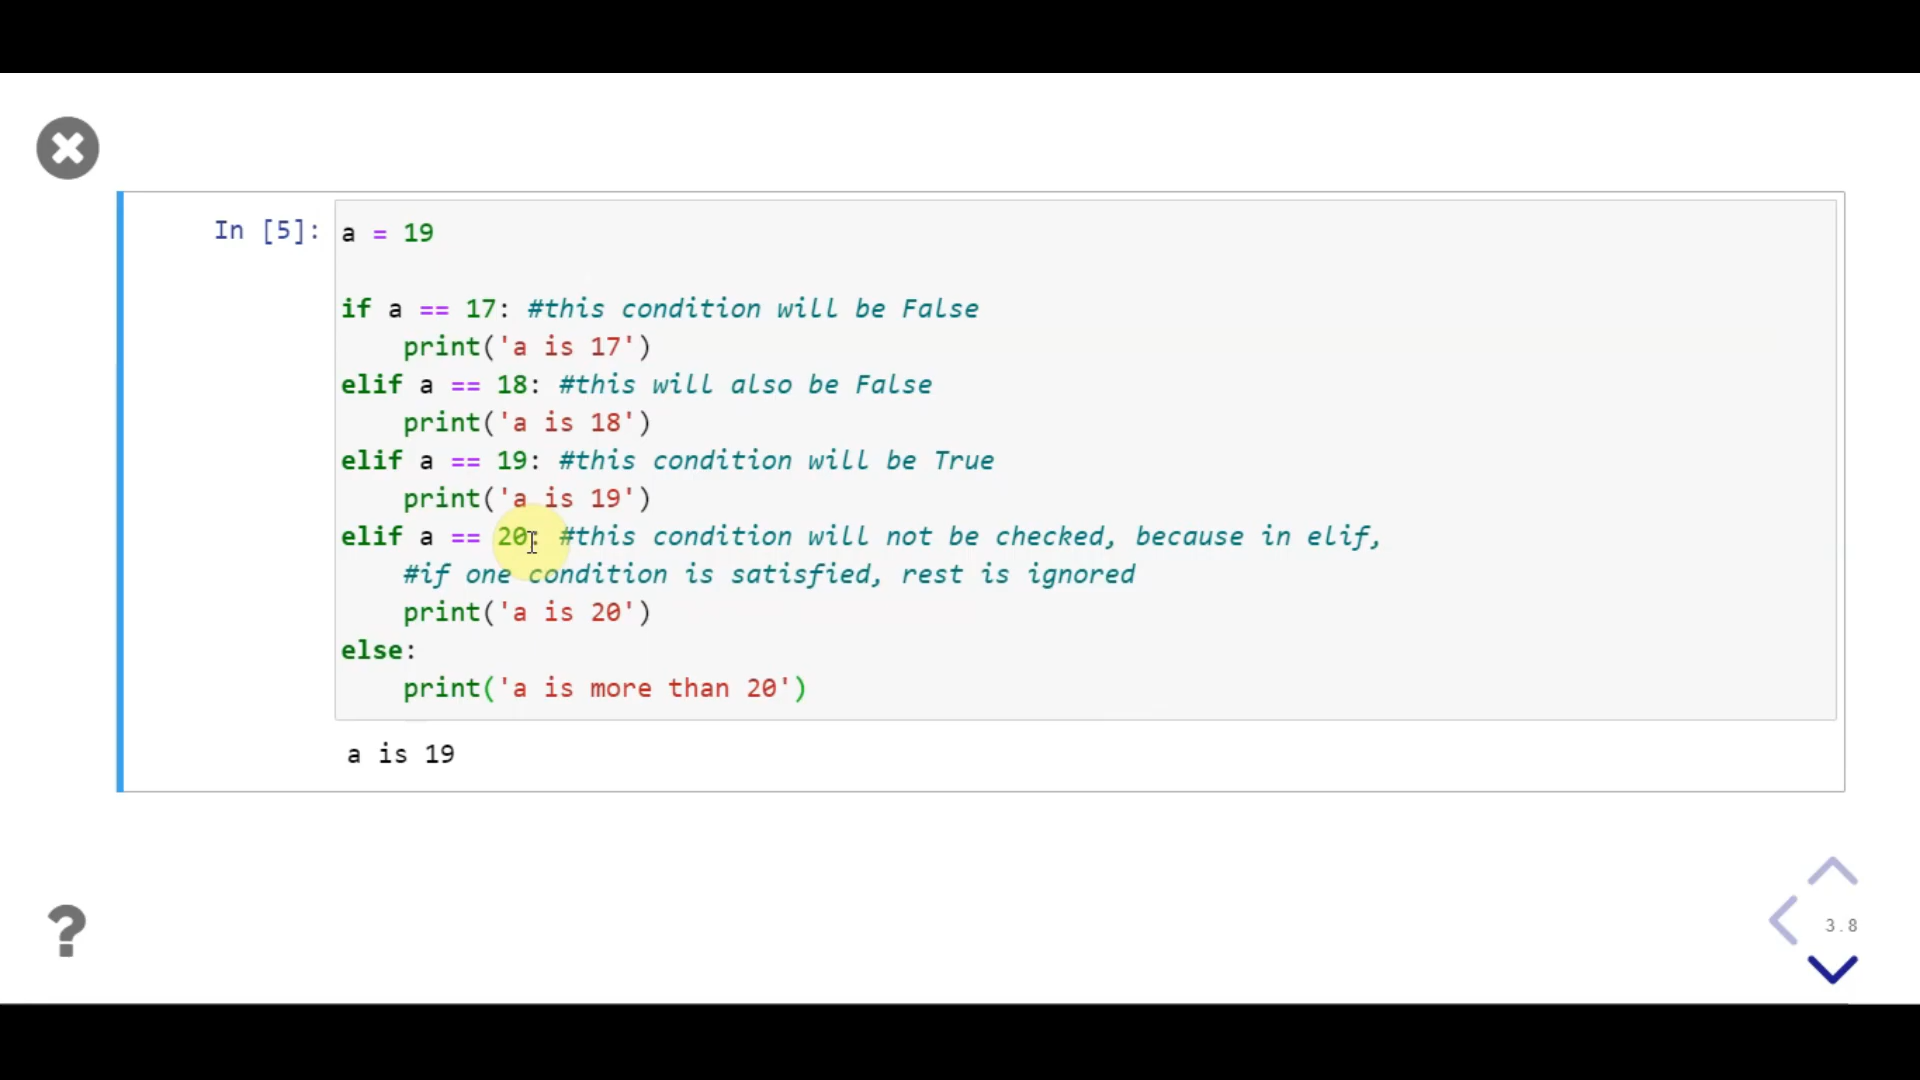 In [5]: a = 19
if a == 17: #this condition will be False
    print('a is 17')
elif a == 18: #this will also be False
    print('a is 18')
elif a == 19: #this condition will be True
    print('a is 19')
elif a == 20: #this condition will not be checked, because in elif,
    #if one condition is satisfied, rest is ignored
    print('a is 20')
else:
    print('a is more than 20')
a is 19
?
3.8